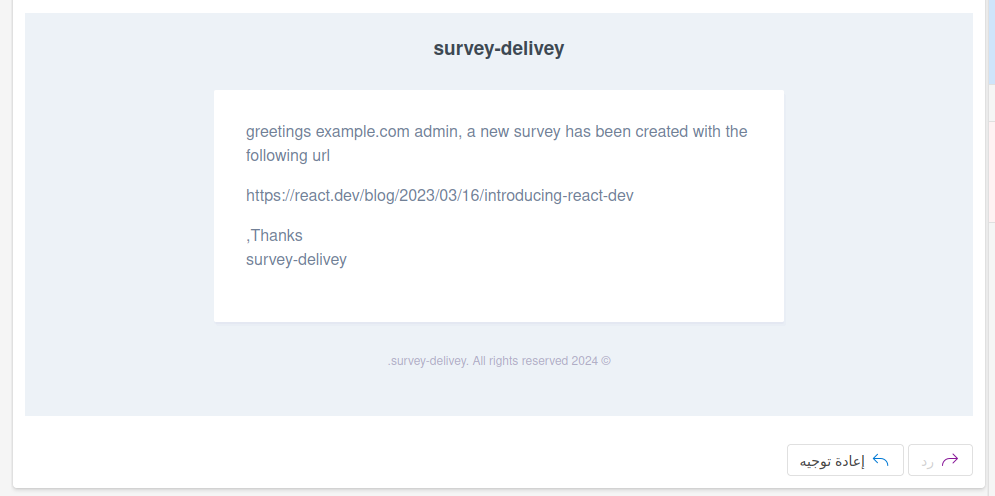 survey-delivey
greetings example.com admin, a new survey has been created with the
following url
https://react.dev/blog/2023/03/16/introducing-react-dev
,Thanks
survey-delivey
.survey-delivey. All rights reserved 2024 ©
رد
إعادة توجيه